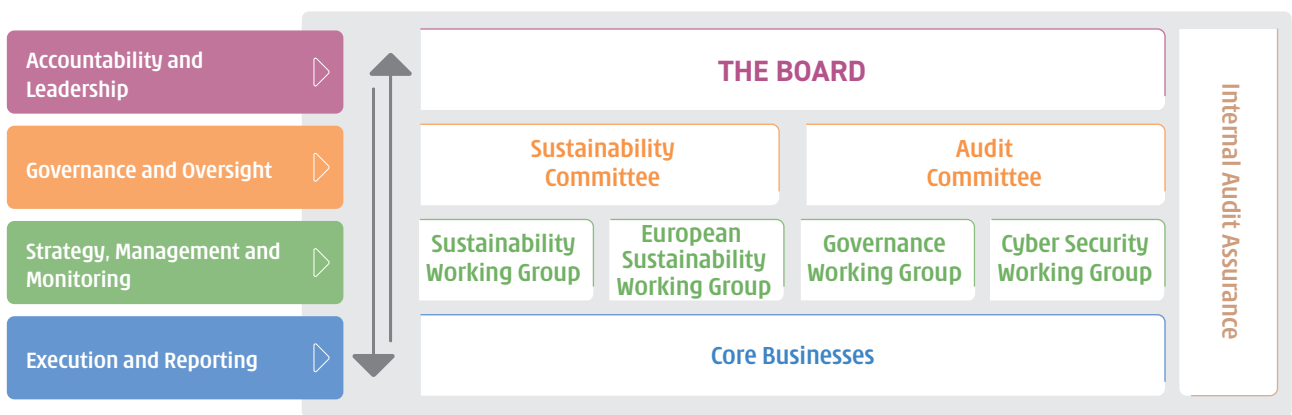 Accountability and
Leadership
THE BOARD
Governance and Oversight
Sustainability
Committee
Audit
Committee
Strategy, Management and
Monitoring
Sustainability
Working Group
European
Sustainability
Working Group
Governance
Working Group
Cyber Security
Working Group
Execution and Reporting
Core Businesses
Internal Audit Assurance